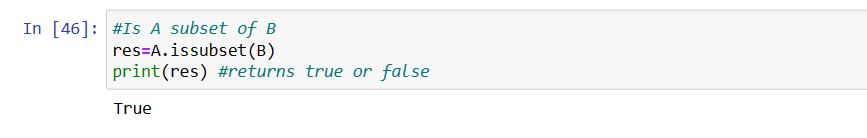 In [46]: #Is A subset of B
res=A.issubset(B)
print(res) #returns true or false
True